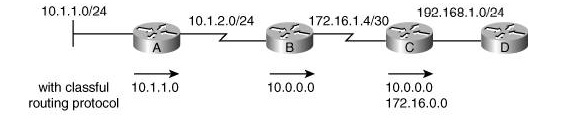 10.1.1.0/24
10.1.2.0/24
172.16.1.4/30
192.168.1.0/24
A
B
C
D
with classful
routing protocol
10.1.1.0
10.0.0.0
10.0.0.0
172.16.0.0